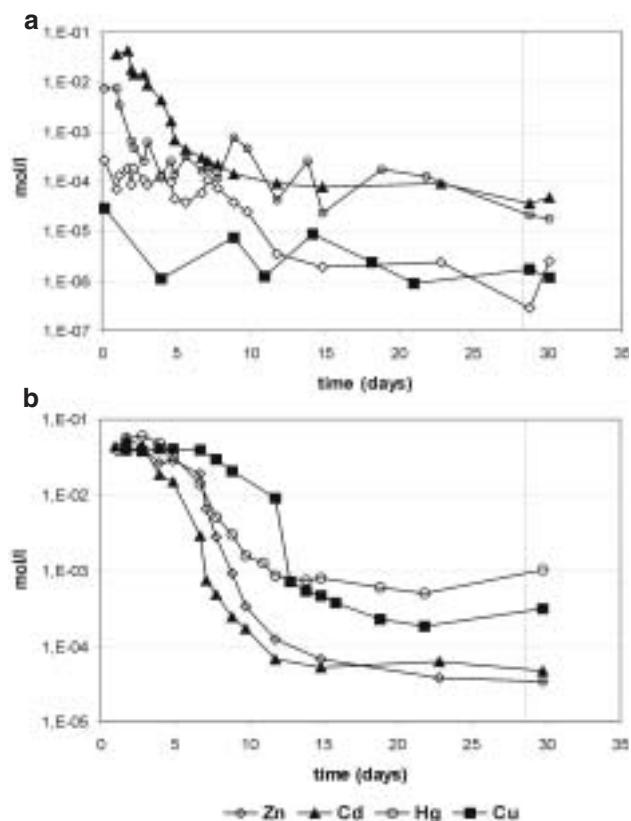 a
1,E-01
1,E-02
1,E-03
1,E-04
1,E-05
1,E-06
1,E-07
mol/l
0 5 10 15 20 25 30 35
time (days)
b
1,E-01
1,E-02
1,E-03
1,E-04
1,E-05
mol/l
0 5 10 15 20 25 30 35
time (days)
Zn Cd Hg Cu